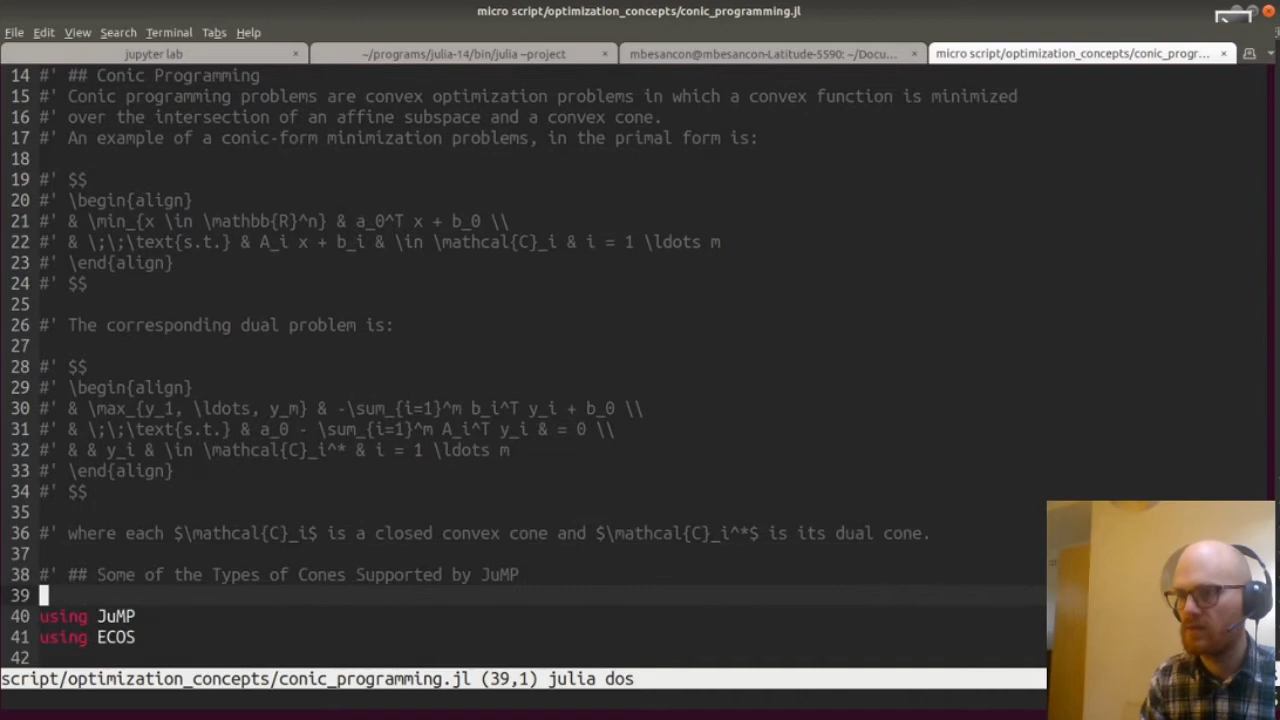 micro script/optimization_concepts/conic_programming.jl
File Edit View Search Terminal Tabs Help
jupyter lab × ~/programs/julia-14/bin/julia --project × mbesancon@mbesancon-Latitude-5590: ~/Docu... × micro script/optimization_concepts/conic_progr... ×
14 #' ## Conic Programming
15 #' Conic programming problems are convex optimization problems in which a convex function is minimized
16 #' over the intersection of an affine subspace and a convex cone.
17 #' An example of a conic-form minimization problems, in the primal form is:
18
19 #' $$
20 #' \begin{align}
21 #' & \min_{x \in \mathbb{R}^n} & a_0^T x + b_0 \\
22 #' & \;\;\text{s.t.} & A_i x + b_i & \in \mathcal{C}_i & i = 1 \ldots m
23 #' \end{align}
24 #' $$
25
26 #' The corresponding dual problem is:
27
28 #' $$
29 #' \begin{align}
30 #' & \max_{y_1, \ldots, y_m} & -\sum_{i=1}^m b_i^T y_i + b_0 \\
31 #' & \;\;\text{s.t.} & a_0 - \sum_{i=1}^m A_i^T y_i & = 0 \\
32 #' & & y_i & \in \mathcal{C}_i^* & i = 1 \ldots m
33 #' \end{align}
34 #' $$
35
36 #' where each $\mathcal{C}_i$ is a closed convex cone and $\mathcal{C}_i^*$ is its dual cone.
37
38 #' ## Some of the Types of Cones Supported by JuMP
39
40 using JuMP
41 using ECOS
42
script/optimization_concepts/conic_programming.jl (39,1) julia dos